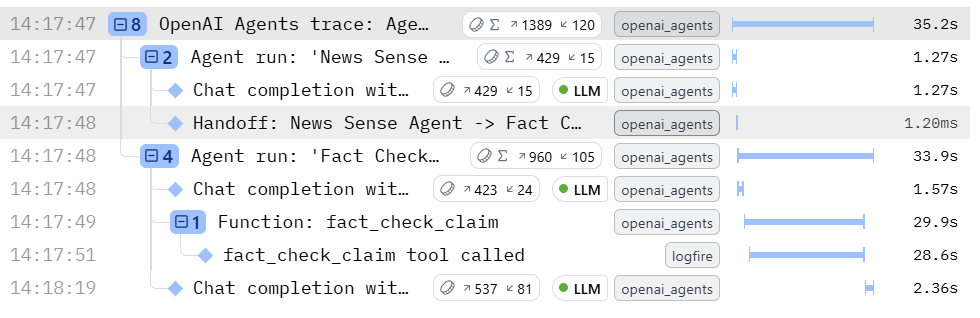 14:17:47 8 OpenAI Agents trace: Age… Σ ↗ 1389 ↙ 120 openai_agents 35.2s
14:17:47 2 Agent run: 'News Sense … Σ ↗ 429 ↙ 15 openai_agents 1.27s
14:17:47 Chat completion wit… ↗ 429 ↙ 15 LLM openai_agents 1.27s
14:17:48 Handoff: News Sense Agent -> Fact C… openai_agents 1.20ms
14:17:48 4 Agent run: 'Fact Check… Σ ↗ 960 ↙ 105 openai_agents 33.9s
14:17:48 Chat completion wit… ↗ 423 ↙ 24 LLM openai_agents 1.57s
14:17:49 1 Function: fact_check_claim openai_agents 29.9s
14:17:51 fact_check_claim tool called logfire 28.6s
14:18:19 Chat completion wit… ↗ 537 ↙ 81 LLM openai_agents 2.36s